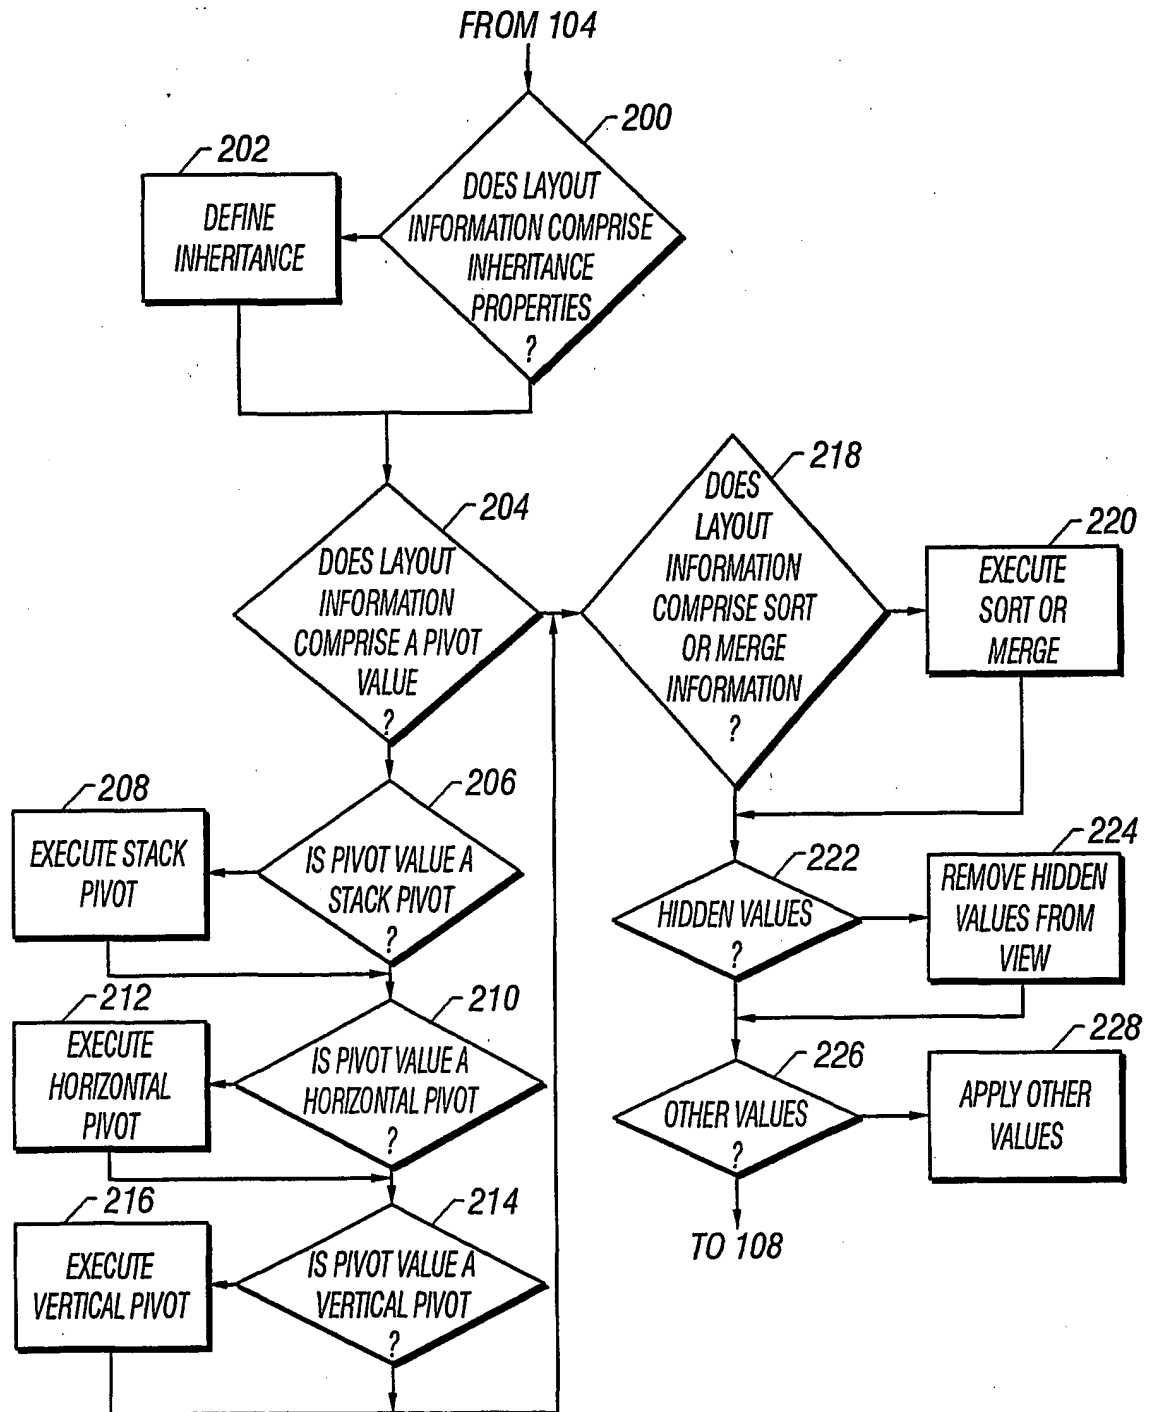 FROM 104
200
DOES LAYOUT
INFORMATION COMPRISE
INHERITANCE
PROPERTIES
?
202
DEFINE
INHERITANCE
204
DOES LAYOUT
INFORMATION
COMPRISE A PIVOT
VALUE
?
206
IS PIVOT VALUE A
STACK PIVOT
?
208
EXECUTE STACK
PIVOT
210
IS PIVOT VALUE A
HORIZONTAL PIVOT
?
212
EXECUTE
HORIZONTAL
PIVOT
214
IS PIVOT VALUE A
VERTICAL PIVOT
?
216
EXECUTE
VERTICAL PIVOT
218
DOES
LAYOUT
INFORMATION
COMPRISE SORT
OR MERGE
INFORMATION
?
220
EXECUTE
SORT OR
MERGE
222
HIDDEN VALUES
?
224
REMOVE HIDDEN
VALUES FROM
VIEW
226
OTHER VALUES
?
228
APPLY OTHER
VALUES
TO 108